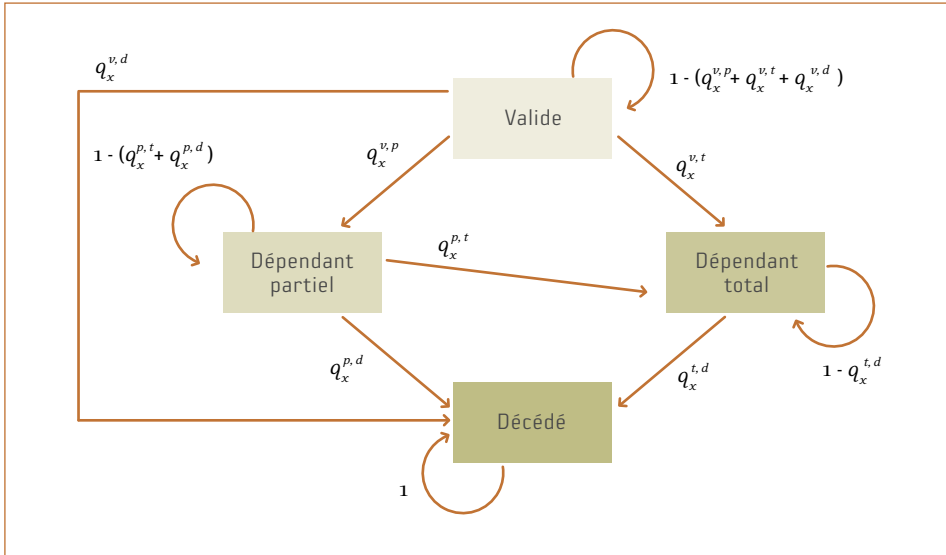 q_x^{v,d}
1 - (q_x^{v,p} + q_x^{v,t} + q_x^{v,d} )
Valide
1 - (q_x^{p,t} + q_x^{p,d} )
q_x^{v,p}
q_x^{v,t}
q_x^{p,t}
Dépendant
partiel
Dépendant
total
q_x^{p,d}
q_x^{t,d}
1 - q_x^{t,d}
Décédé
1